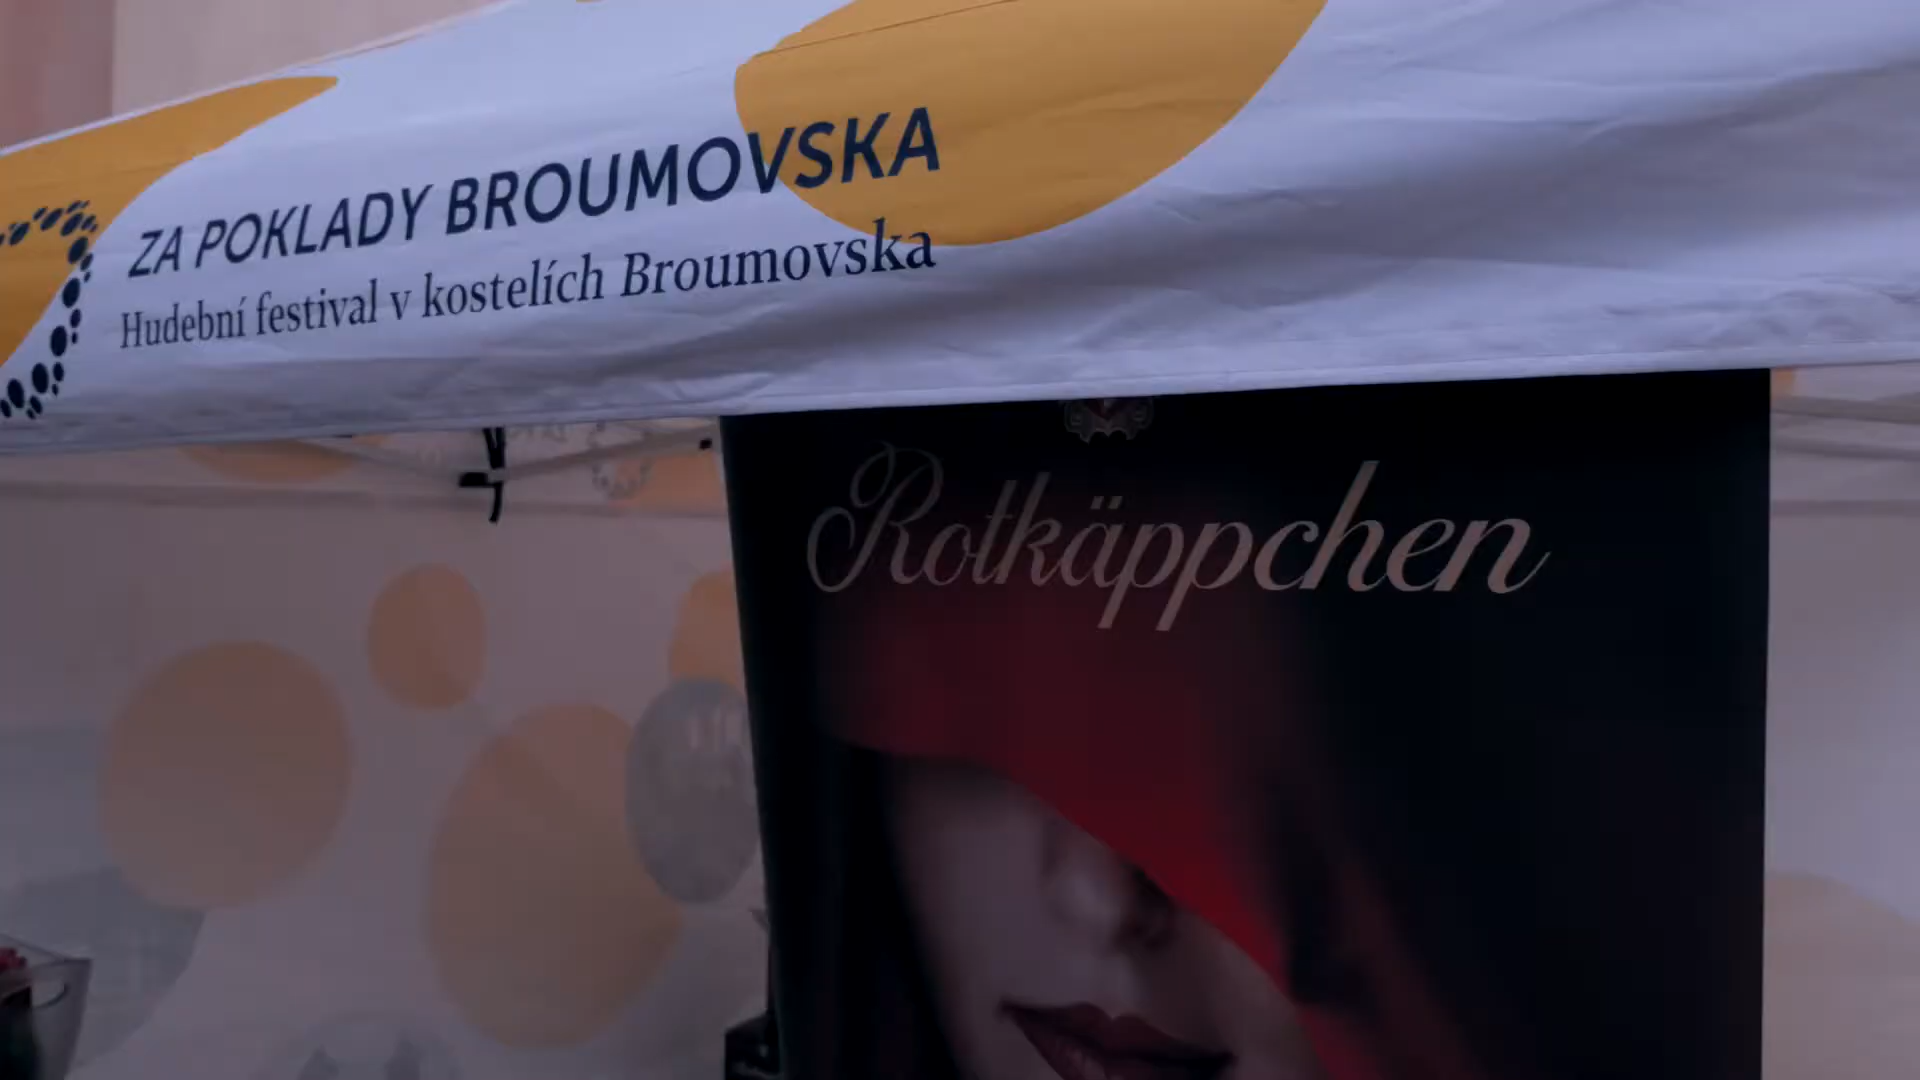 ZA POKLADY BROUMOVSKA
Hudební festival v kostelích Broumovska
Rotkäppchen